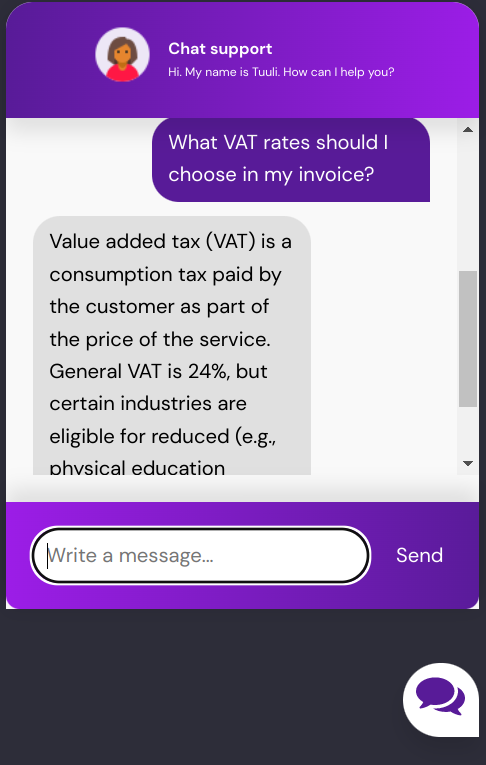 Chat support
Hi. My name is Tuuli. How can I help you?
What VAT rates should I
choose in my invoice?
Value added tax (VAT) is a
consumption tax paid by
the customer as part of
the price of the service.
General VAT is 24%, but
certain industries are
eligible for reduced (e.g.,
physical education
Write a message...
Send